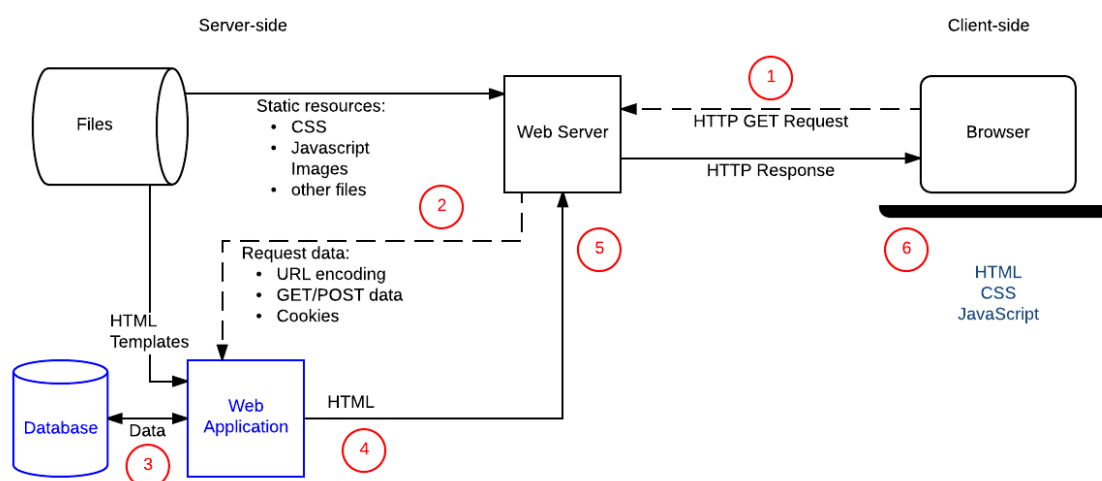 Server-side
Client-side
Files
Static resources:
• CSS
• Javascript
Images
• other files
Web Server
1
HTTP GET Request
HTTP Response
Browser
2
Request data:
• URL encoding
• GET/POST data
• Cookies
5
6
HTML
CSS
JavaScript
HTML
Templates
Database
Data
3
Web
Application
HTML
4